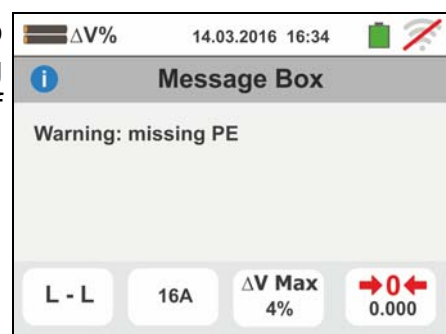 ΔV% 14.03.2016 16:34
i Message Box
Warning: missing PE
L - L 16A ΔV Max 4% →0← 0.000